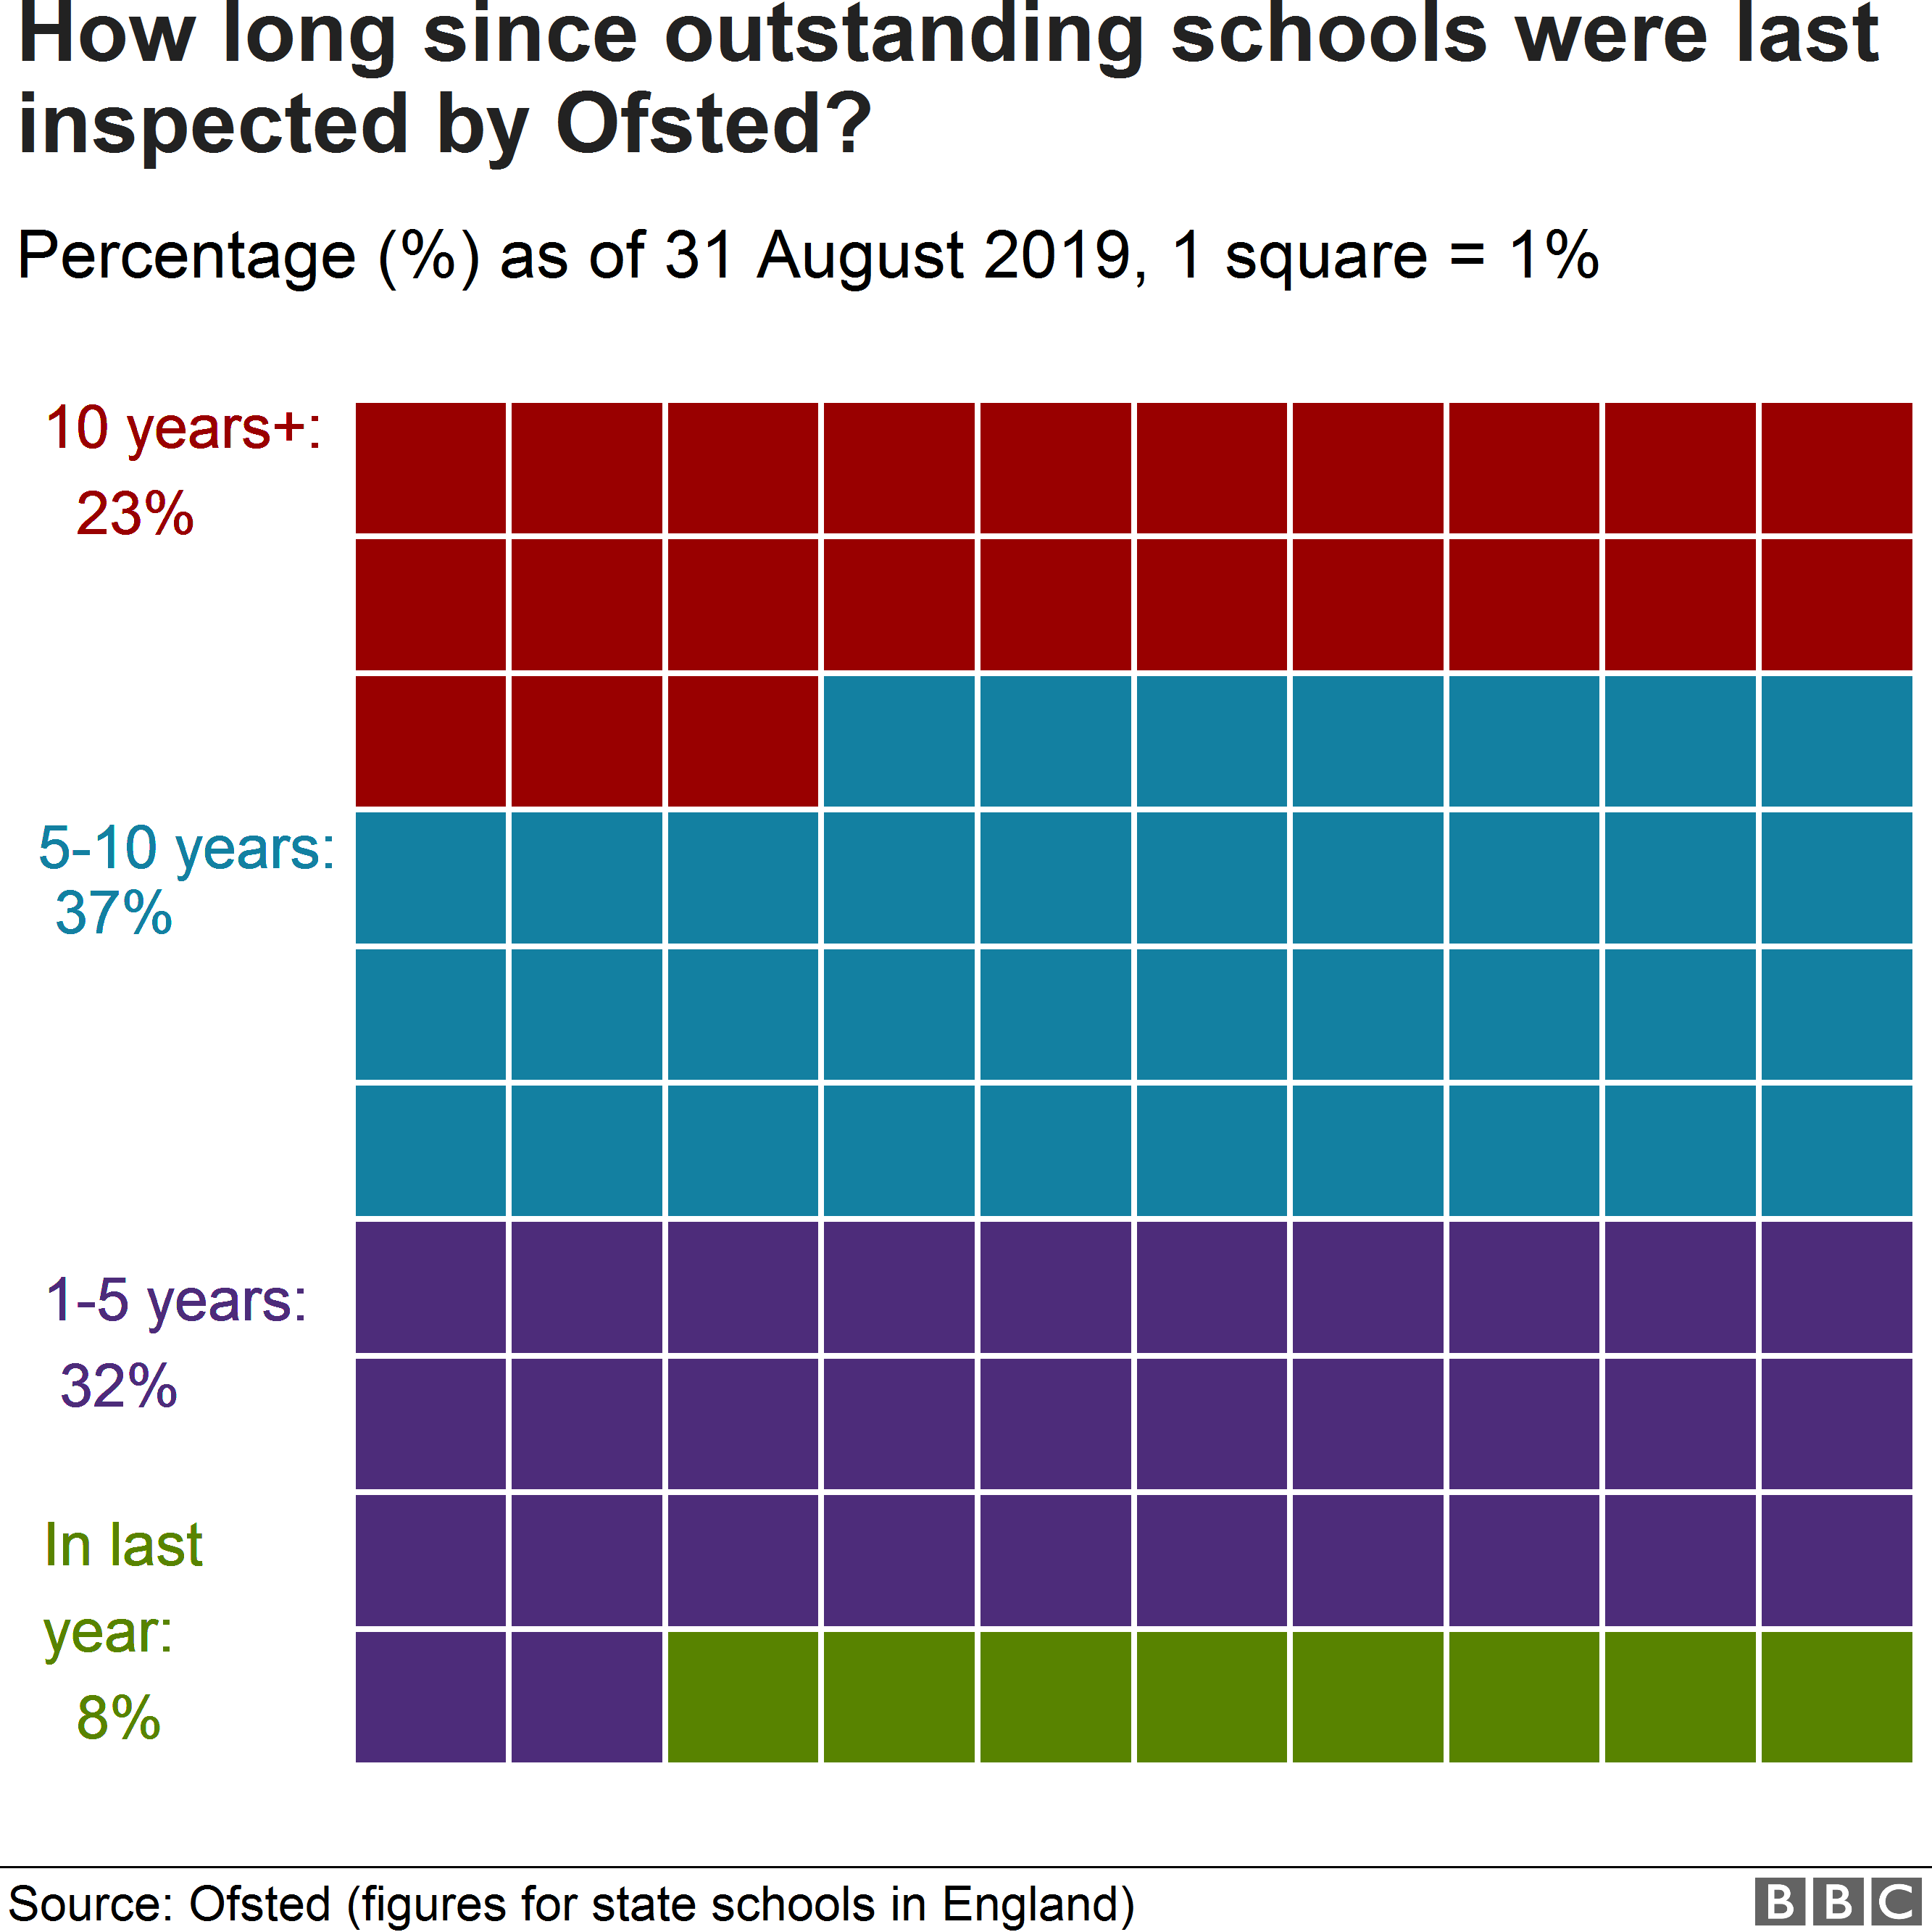 How long since outstanding schools were last
inspected by Ofsted?
Percentage (%) as of 31 August 2019, 1 square = 1%
10 years+:
23%
5-10 years:
37%
1-5 years:
32%
In last
year:
8%
Source: Ofsted (figures for state schools in England)
BBC